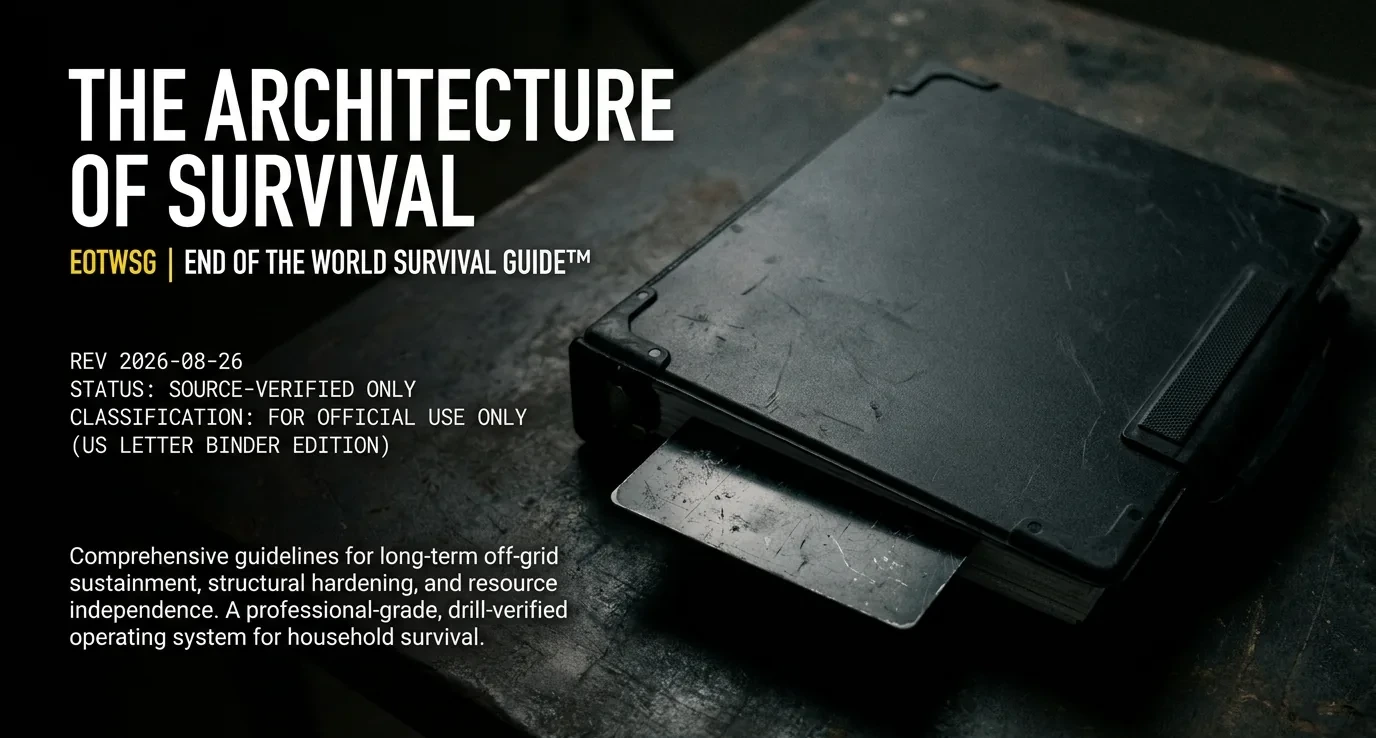 THE ARCHITECTURE
OF SURVIVAL
EOTWSG | END OF THE WORLD SURVIVAL GUIDE™
REV 2026-08-26
STATUS: SOURCE-VERIFIED ONLY
CLASSIFICATION: FOR OFFICIAL USE ONLY
(US LETTER BINDER EDITION)
Comprehensive guidelines for long-term off-grid
sustainment, structural hardening, and resource
independence. A professional-grade, drill-verified
operating system for household survival.